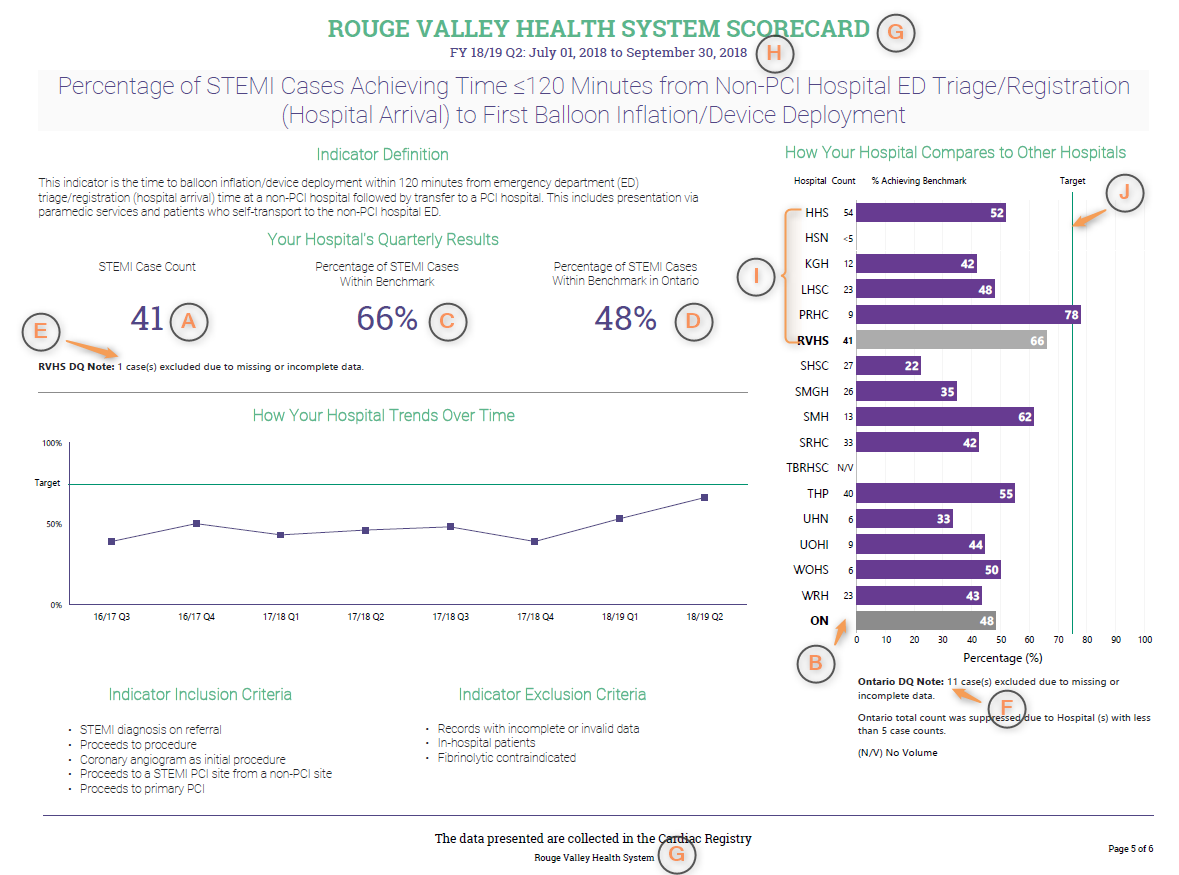 ROUGE VALLEY HEALTH SYSTEM SCORECARD G
FY 18/19 Q2: July 01, 2018 to September 30, 2018 H
Percentage of STEMI Cases Achieving Time ≤120 Minutes from Non-PCI Hospital ED Triage/Registration
(Hospital Arrival) to First Balloon Inflation/Device Deployment
Indicator Definition
This indicator is the time to balloon inflation/device deployment within 120 minutes from emergency department (ED)
triage/registration (hospital arrival) time at a non-PCI hospital followed by transfer to a PCI hospital. This includes presentation via
paramedic services and patients who self-transport to the non-PCI hospital ED.
Your Hospital's Quarterly Results
STEMI Case Count
41 A
Percentage of STEMI Cases
Within Benchmark
66% C
Percentage of STEMI Cases
Within Benchmark in Ontario
48% D
E
RVHS DQ Note: 1 case(s) excluded due to missing or incomplete data.
How Your Hospital Trends Over Time
100%
Target
50%
0%
16/17 Q3 16/17 Q4 17/18 Q1 17/18 Q2 17/18 Q3 17/18 Q4 18/19 Q1 18/19 Q2
How Your Hospital Compares to Other Hospitals
Hospital Count % Achieving Benchmark Target
J
I
HHS 54 52
HSN <5
KGH 12 42
LHSC 23 48
PRHC 9 78
RVHS 41 66
SHSC 27 22
SMGH 26 35
SMH 13 62
SRHC 33 42
TBRHSC N/V
THP 40 55
UHN 6 33
UOHI 9 44
WOHS 6 50
WRH 23 43
ON 48
0 10 20 30 40 50 60 70 80 90 100
B
Percentage (%)
Ontario DQ Note: 11 case(s) excluded due to missing or
incomplete data.
F
Ontario total count was suppressed due to Hospital (s) with less
than 5 case counts.
(N/V) No Volume
Indicator Inclusion Criteria
• STEMI diagnosis on referral
• Proceeds to procedure
• Coronary angiogram as initial procedure
• Proceeds to a STEMI PCI site from a non-PCI site
• Proceeds to primary PCI
Indicator Exclusion Criteria
• Records with incomplete or invalid data
• In-hospital patients
• Fibrinolytic contraindicated
The data presented are collected in the Cardiac Registry
Rouge Valley Health System G
Page 5 of 6